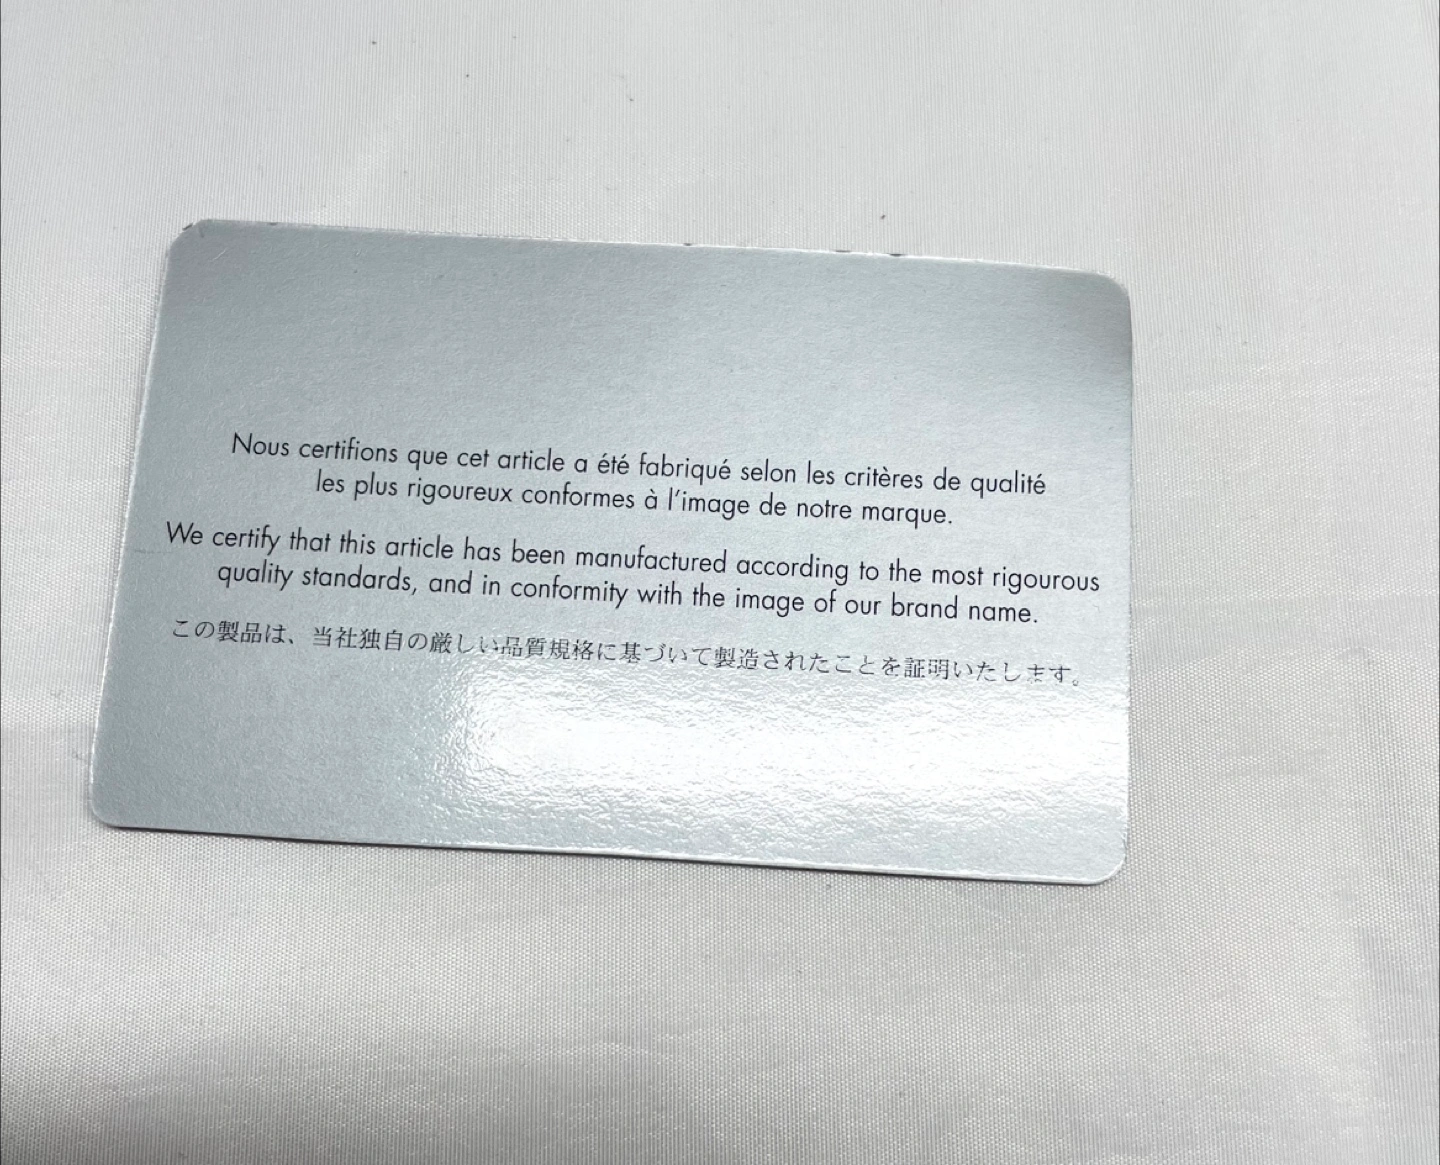 Nous certifions que cet article a été fabriqué selon les critères de qualité
les plus rigoureux conformes à l'image de notre marque.
We certify that this article has been manufactured according to the most rigourous
quality standards, and in conformity with the image of our brand name.
この製品は、当社独自の厳しい品質規格に基づいて製造されたことを証明いたします。